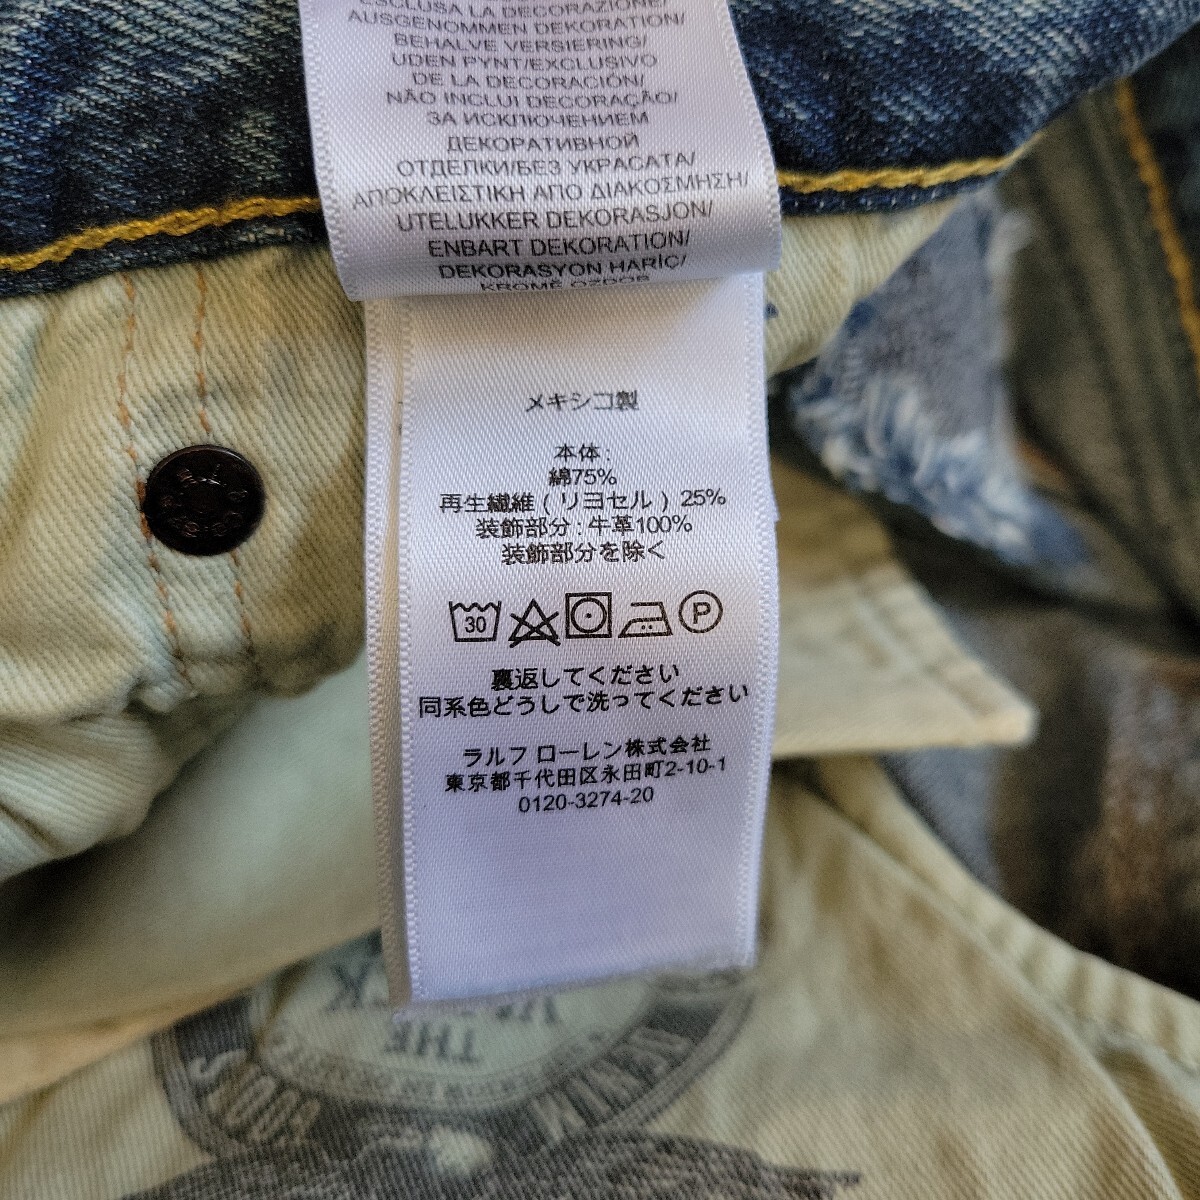 ESCLUSA LA DECORAZIONE/
AUSGENOMMEN DEKORATION/
BEHALVE VERSIERING/
UDEN PYNT/EXCLUSIVO
DE LA DECORACIÓN/
NÃO INCLUI DECORAÇÃO/
ЗА ИСКЛЮЧЕНИЕМ
ДЕКОРАТИВНОЙ
ОТДЕЛКИ/БЕЗ УКРАСАТА/
ΑΠΟΚΛΕΙΣΤΙΚΗ ΑΠΟ ΔΙΑΚΟΣΜΗΣΗ/
UTELUKKER DEKORASJON/
ENBART DEKORATION/
DEKORASYON HARİÇ/
KROMĚ OZDOB
メキシコ製
本体:
綿75%
再生繊維(リヨセル)25%
装飾部分:牛革100%
装飾部分を除く
30 P
裏返してください
同系色どうしで洗ってください
ラルフ ローレン株式会社
東京都千代田区永田町2-10-1
0120-3274-20
THE
DENIM
GOODS